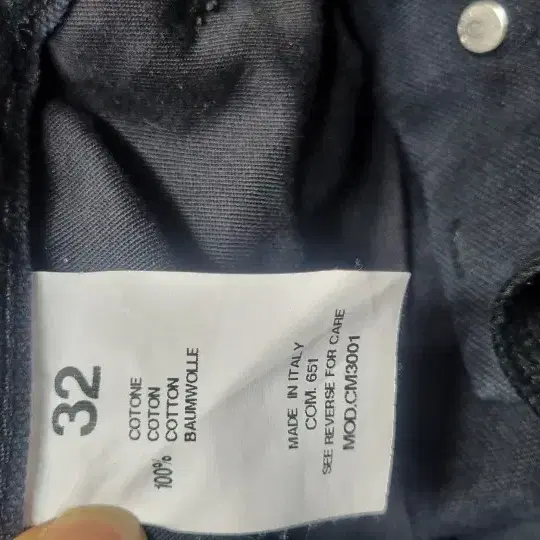 32
COTONE
COTON
100% COTTON
BAUMWOLLE
MADE IN ITALY
COM. 651
SEE REVERSE FOR CARE
MOD.CM3001